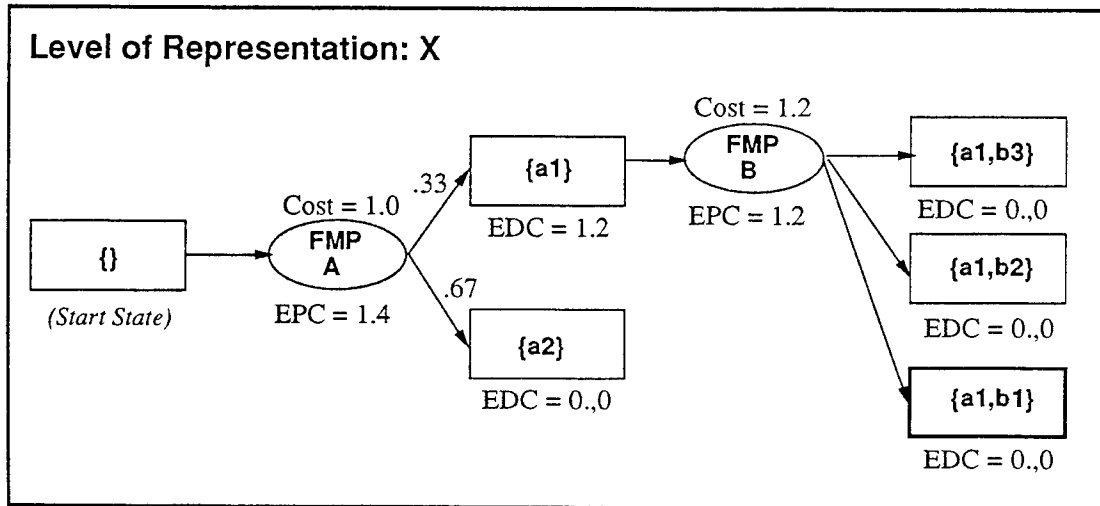 Level of Representation: X
{}
(Start State)
Cost = 1.0
FMP
A
EPC = 1.4
.33
.67
{a1}
EDC = 1.2
{a2}
EDC = 0.,0
Cost = 1.2
FMP
B
EPC = 1.2
{a1,b3}
EDC = 0.,0
{a1,b2}
EDC = 0.,0
{a1,b1}
EDC = 0.,0